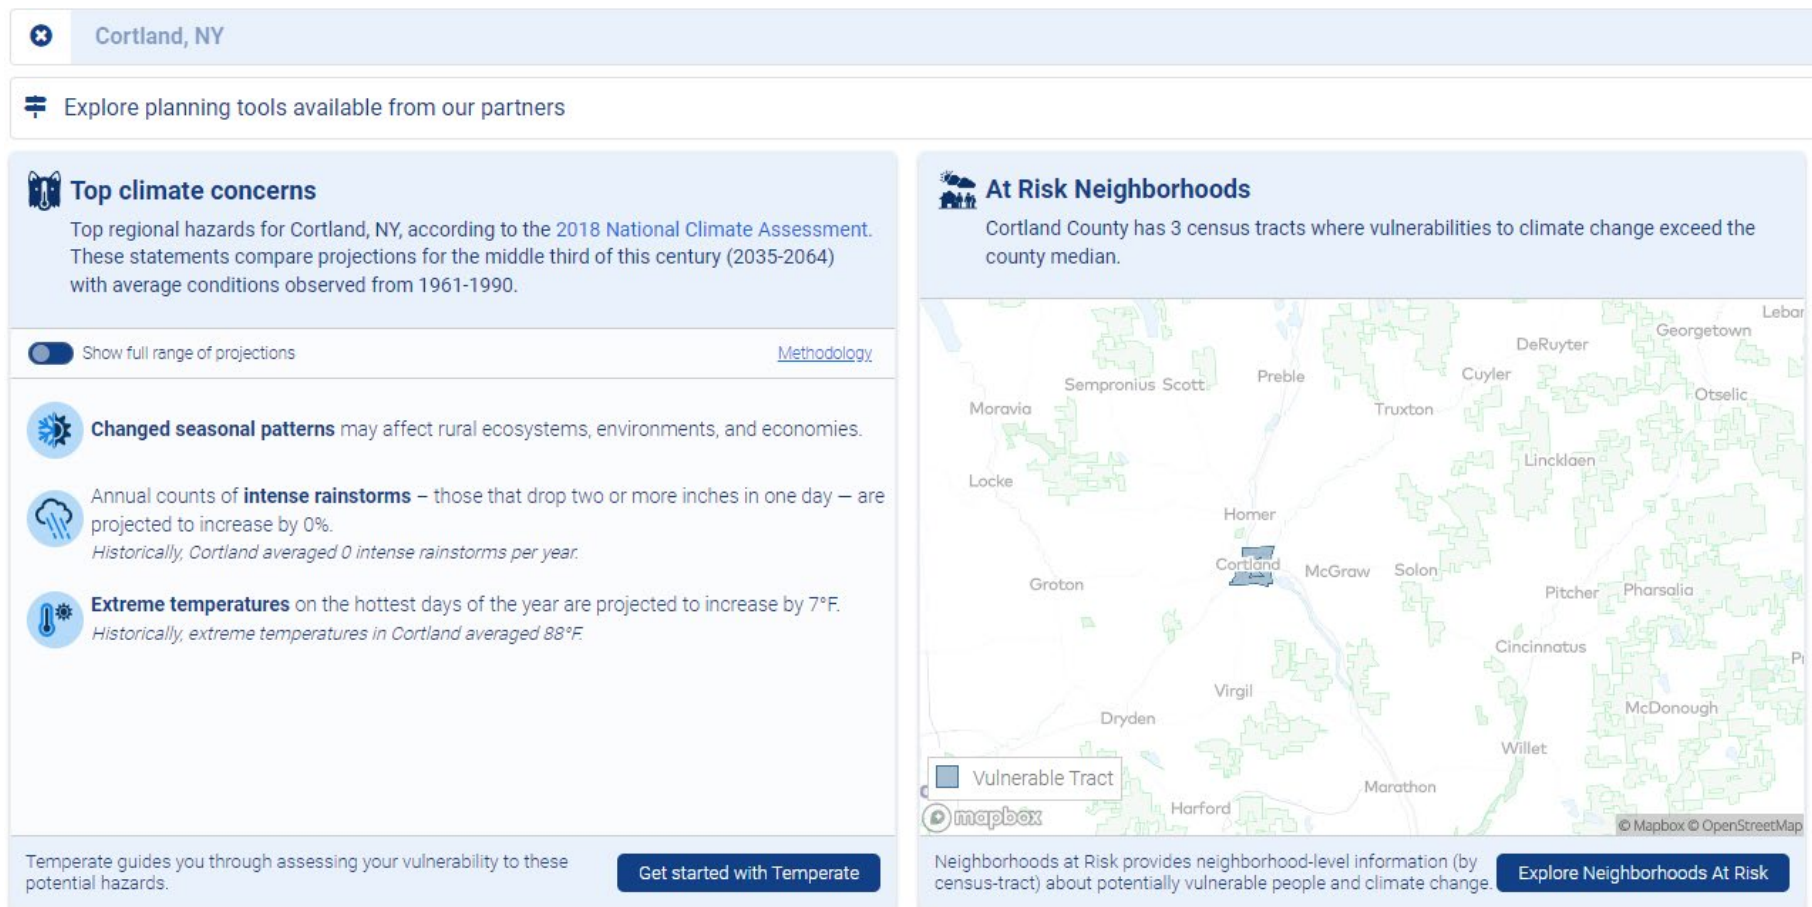 Cortland, NY
Explore planning tools available from our partners
Top climate concerns
Top regional hazards for Cortland, NY, according to the 2018 National Climate Assessment.
These statements compare projections for the middle third of this century (2035-2064)
with average conditions observed from 1961-1990.
Show full range of projections
Methodology
Changed seasonal patterns may affect rural ecosystems, environments, and economies.
Annual counts of intense rainstorms – those that drop two or more inches in one day — are
projected to increase by 0%.
Historically, Cortland averaged 0 intense rainstorms per year.
Extreme temperatures on the hottest days of the year are projected to increase by 7°F.
Historically, extreme temperatures in Cortland averaged 88°F.
Temperate guides you through assessing your vulnerability to these
potential hazards.
Get started with Temperate
At Risk Neighborhoods
Cortland County has 3 census tracts where vulnerabilities to climate change exceed the
county median.
Lebar
Georgetown
DeRuyter
Sempronius
Scott
Preble
Cuyler
Otselic
Moravia
Truxton
Lincklaen
Locke
Homer
Cortland
McGraw
Solon
Groton
Pitcher
Pharsalia
Cincinnatus
Virgil
McDonough
Dryden
Willet
Vulnerable Tract
Marathon
Harford
mapbox
© Mapbox © OpenStreetMap
Neighborhoods at Risk provides neighborhood-level information (by
census-tract) about potentially vulnerable people and climate change.
Explore Neighborhoods At Risk